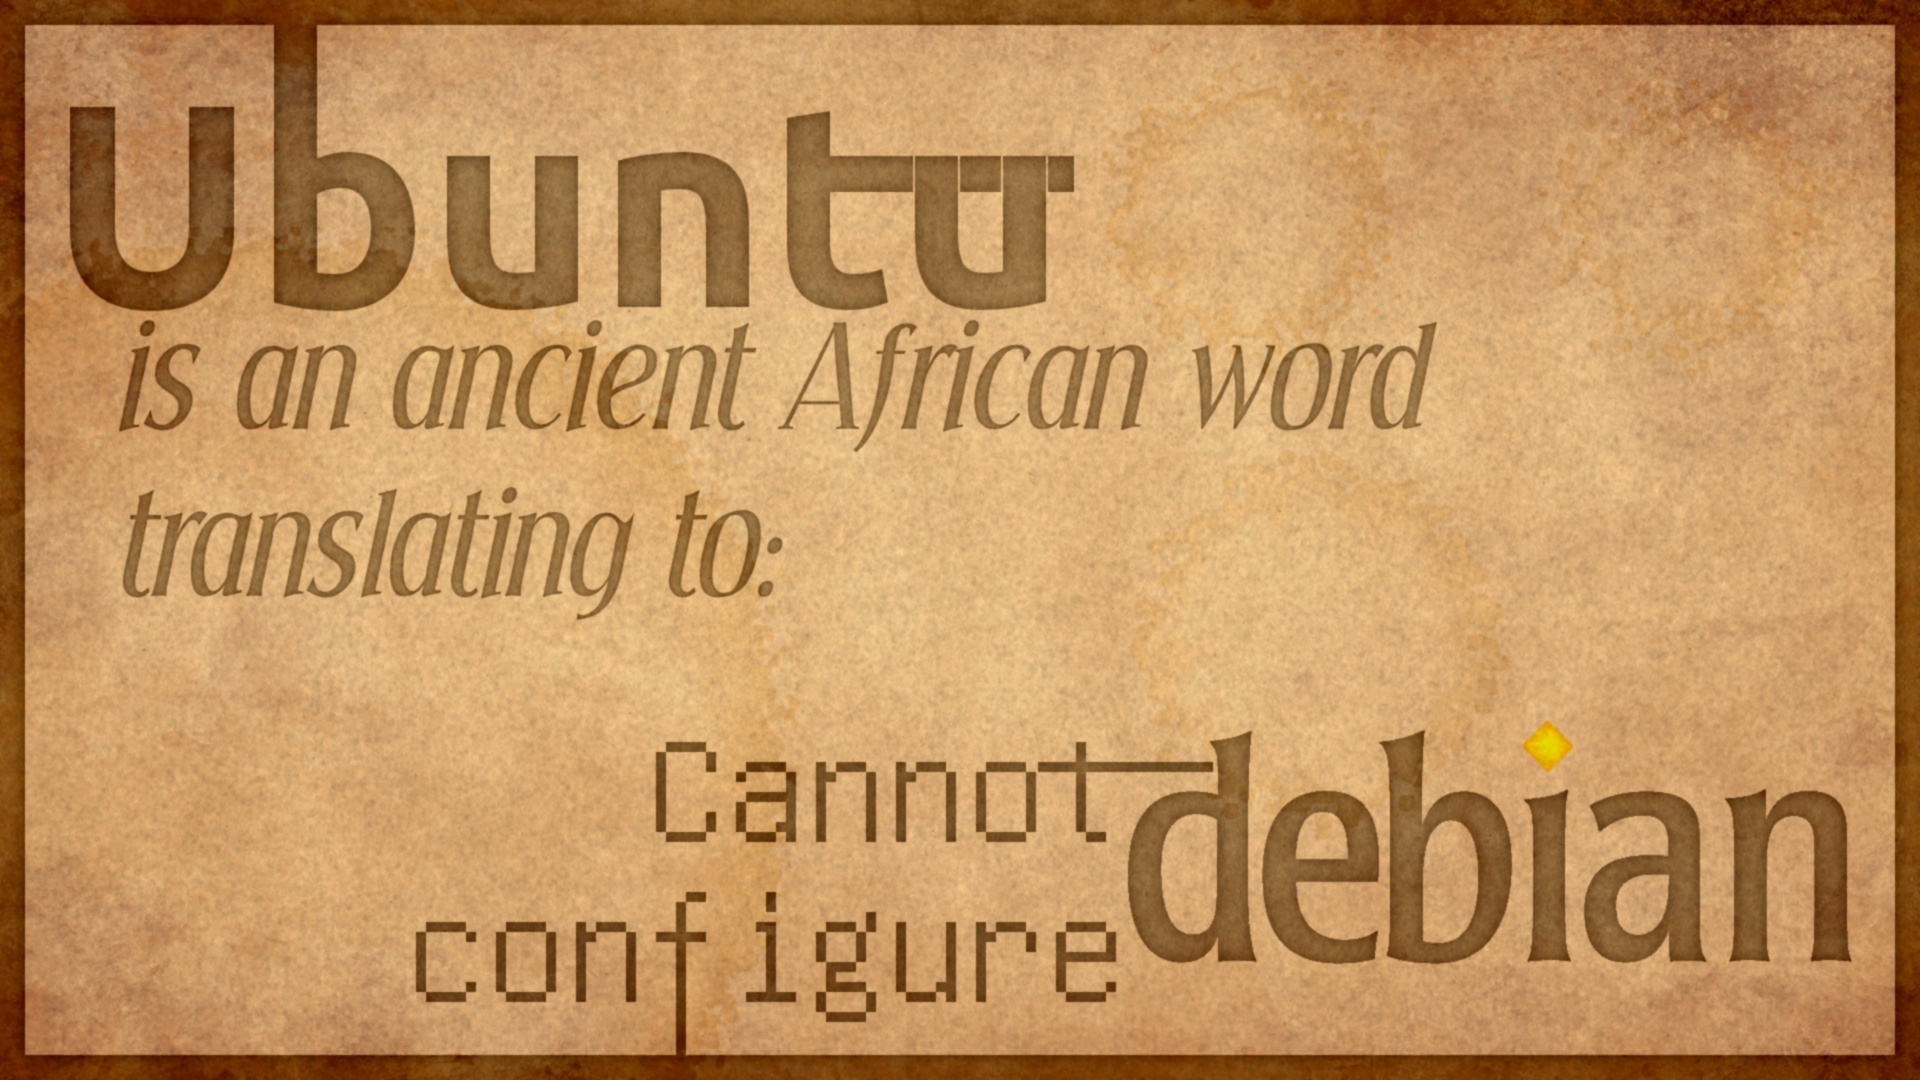 Ubuntu
is an ancient African word
translating to:
Cannot
configure debian